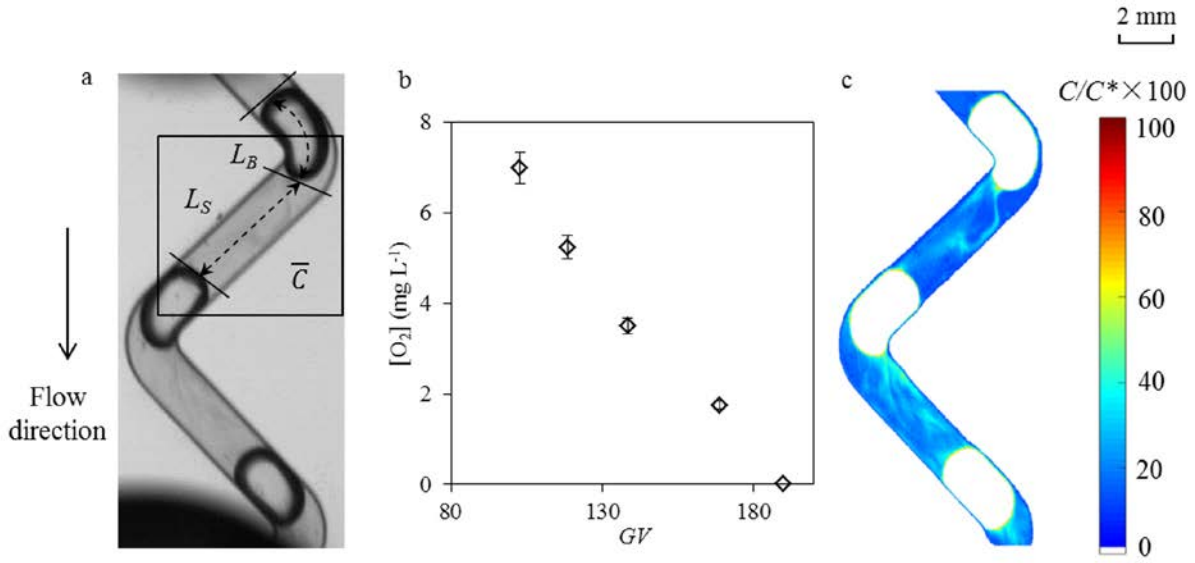 2 mm
a
b
c
C/C*×100
L_B
L_S
C̅
Flow
direction
[O₂] (mg L⁻¹)
8
6
4
2
0
80
130
180
GV
100
80
60
40
20
0